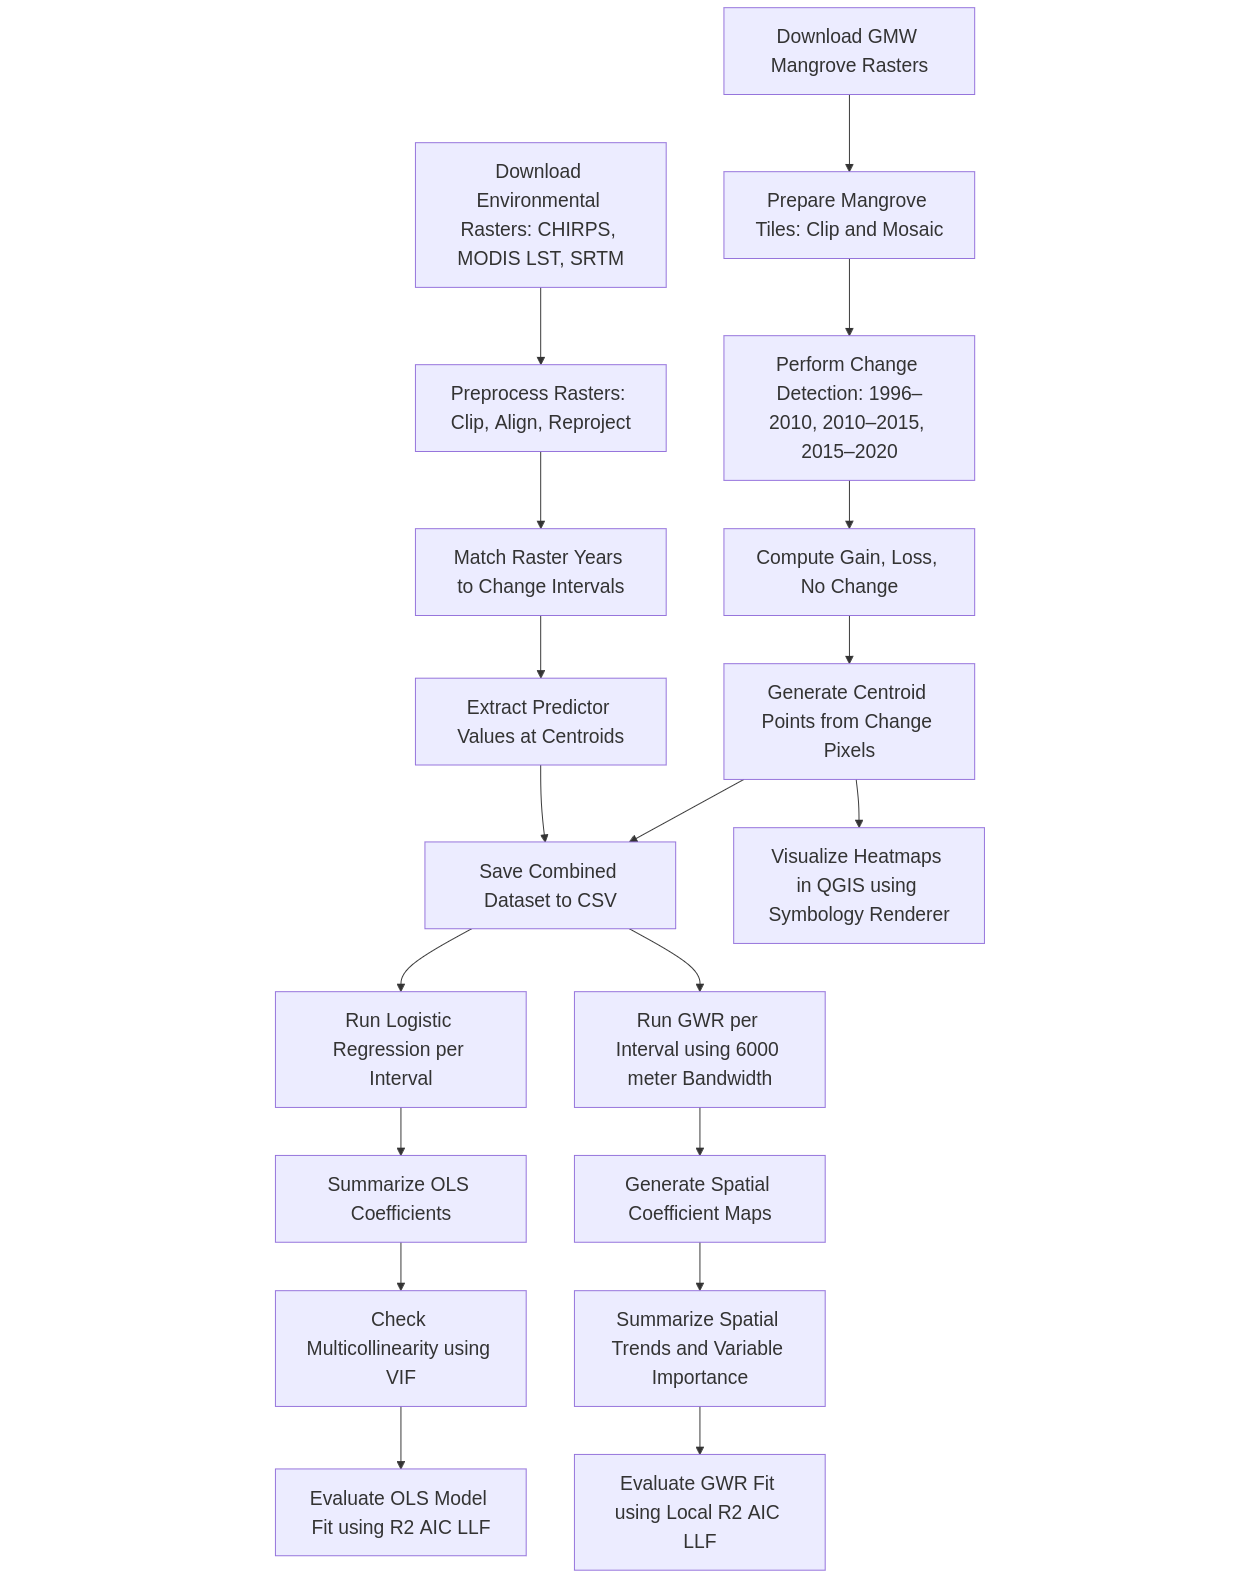 Download GMW
Mangrove Rasters
Download
Environmental
Rasters: CHIRPS,
MODIS LST, SRTM
Prepare Mangrove
Tiles: Clip and Mosaic
Preprocess Rasters:
Clip, Align, Reproject
Perform Change
Detection: 1996–
2010, 2010–2015,
2015–2020
Match Raster Years
to Change Intervals
Compute Gain, Loss,
No Change
Extract Predictor
Values at Centroids
Generate Centroid
Points from Change
Pixels
Save Combined
Dataset to CSV
Visualize Heatmaps
in QGIS using
Symbology Renderer
Run Logistic
Regression per
Interval
Run GWR per
Interval using 6000
meter Bandwidth
Summarize OLS
Coefficients
Generate Spatial
Coefficient Maps
Check
Multicollinearity using
VIF
Summarize Spatial
Trends and Variable
Importance
Evaluate OLS Model
Fit using R2 AIC LLF
Evaluate GWR Fit
using Local R2 AIC
LLF